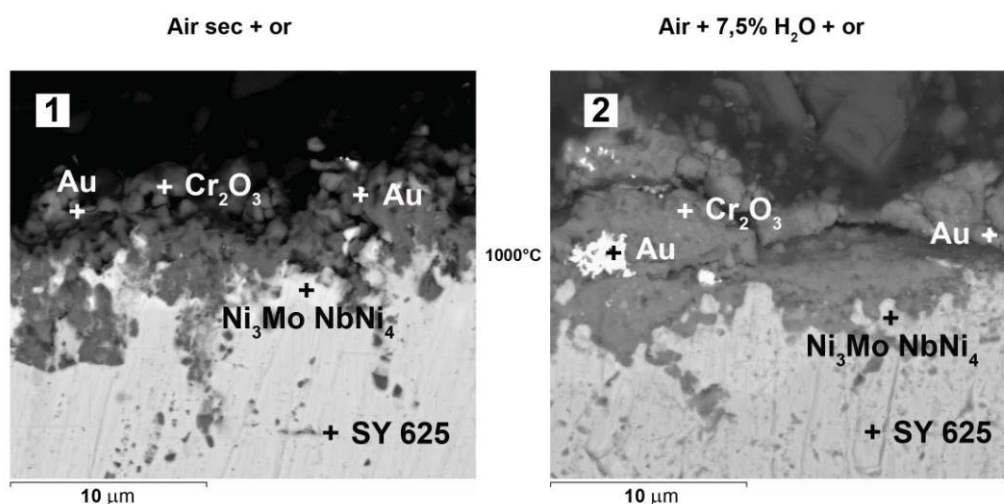 Air sec + or
Air + 7,5% H₂O + or
1
Au
Cr₂O₃
Au
Ni₃Mo NbNi₄
SY 625
10 μm
1000°C
2
Cr₂O₃
Au
Au
Ni₃Mo NbNi₄
SY 625
10 μm